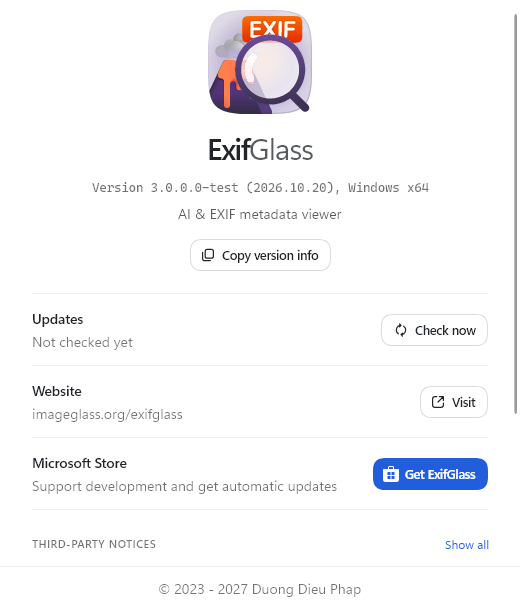 EXIF
ExifGlass
Version 3.0.0.0-test (2026.10.20), Windows x64
AI & EXIF metadata viewer
Copy version info
Updates
Not checked yet
Check now
Website
imageglass.org/exifglass
Visit
Microsoft Store
Support development and get automatic updates
Get ExifGlass
THIRD-PARTY NOTICES
Show all
© 2023 - 2027 Duong Dieu Phap